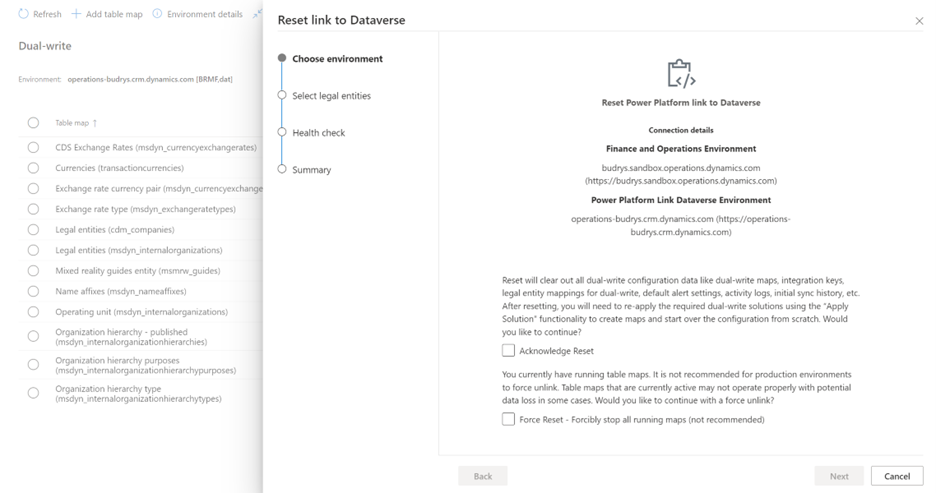 Refresh
Add table map
Environment details
Dual-write
Environment: operations-budrys.crm.dynamics.com [BRMF,dat]
Table map ↑
CDS Exchange Rates (msdyn_currencyexchangerates)
Currencies (transactioncurrencies)
Exchange rate currency pair (msdyn_currencyexchange
Exchange rate type (msdyn_exchangeratetypes)
Legal entities (cdm_companies)
Legal entities (msdyn_internalorganizations)
Mixed reality guides entity (msmrw_guides)
Name affixes (msdyn_nameaffixes)
Operating unit (msdyn_internalorganizations)
Organization hierarchy - published
(msdyn_internalorganizationhierarchies)
Organization hierarchy purposes
(msdyn_internalorganizationhierarchypurposes)
Organization hierarchy type
(msdyn_internalorganizationhierarchytypes)
Reset link to Dataverse
Choose environment
Select legal entities
Health check
Summary
Reset Power Platform link to Dataverse
Connection details
Finance and Operations Environment
budrys.sandbox.operations.dynamics.com
(https://budrys.sandbox.operations.dynamics.com)
Power Platform Link Dataverse Environment
operations-budrys.crm.dynamics.com (https://operations-
budrys.crm.dynamics.com)
Reset will clear out all dual-write configuration data like dual-write maps, integration keys,
legal entity mappings for dual-write, default alert settings, activity logs, initial sync history, etc.
After resetting, you will need to re-apply the required dual-write solutions using the "Apply
Solution" functionality to create maps and start over the configuration from scratch. Would
you like to continue?
Acknowledge Reset
You currently have running table maps. It is not recommended for production environments
to force unlink. Table maps that are currently active may not operate properly with potential
data loss in some cases. Would you like to continue with a force unlink?
Force Reset - Forcibly stop all running maps (not recommended)
Back
Next
Cancel